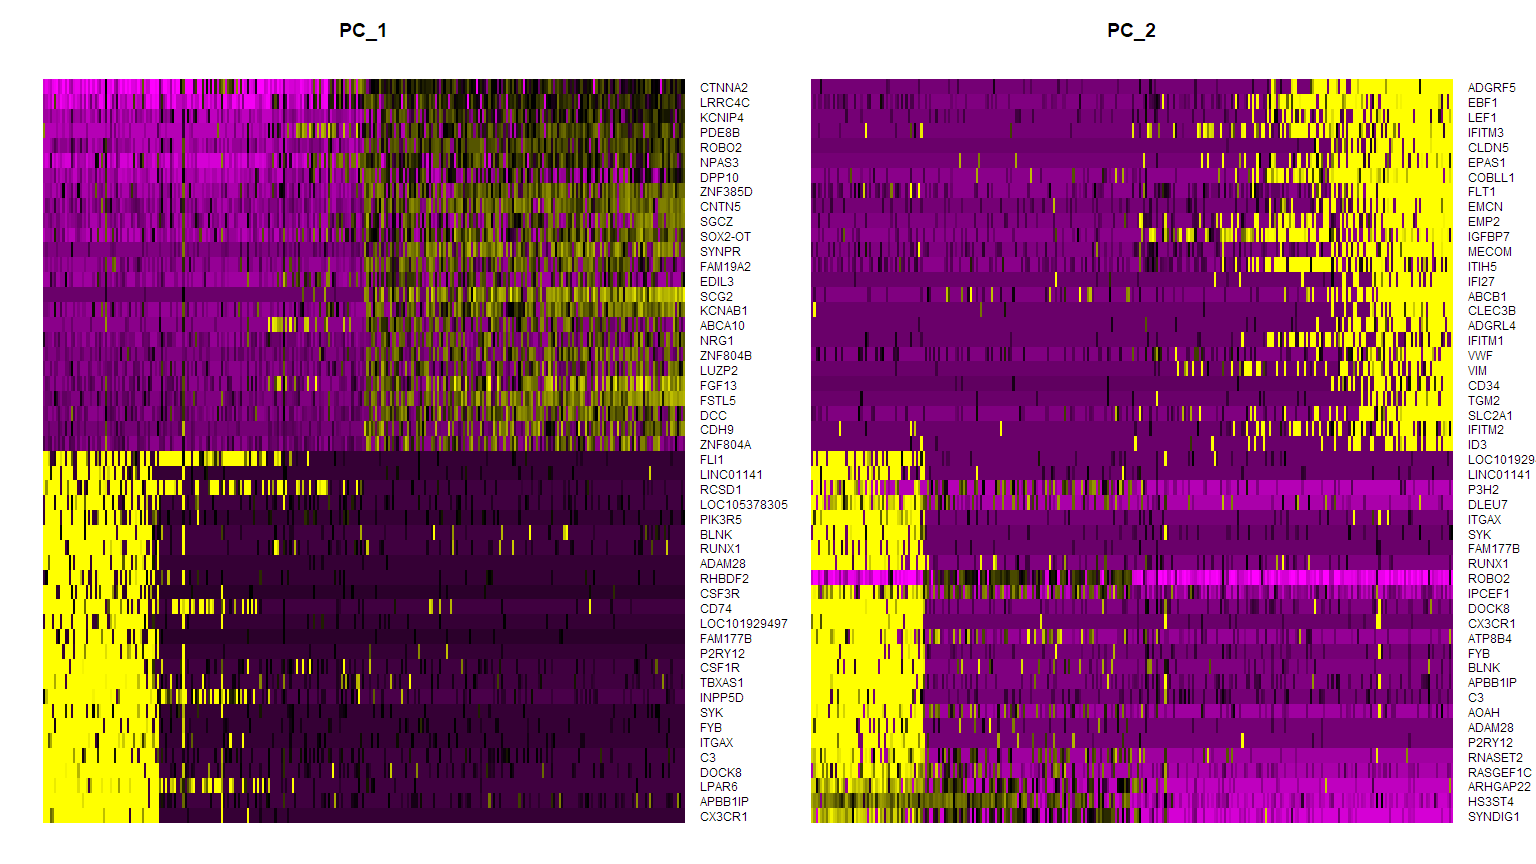 PC_1
CTNNA2
LRRC4C
KCNIP4
PDE8B
ROBO2
NPAS3
DPP10
ZNF385D
CNTN5
SGCZ
SOX2-OT
SYNPR
FAM19A2
EDIL3
SCG2
KCNAB1
ABCA10
NRG1
ZNF804B
LUZP2
FGF13
FSTL5
DCC
CDH9
ZNF804A
FLI1
LINC01141
RCSD1
LOC105378305
PIK3R5
BLNK
RUNX1
ADAM28
RHBDF2
CSF3R
CD74
LOC101929497
FAM177B
P2RY12
CSF1R
TBXAS1
INPP5D
SYK
FYB
ITGAX
C3
DOCK8
LPAR6
APBB1IP
CX3CR1
PC_2
ADGRF5
EBF1
LEF1
IFITM3
CLDN5
EPAS1
COBLL1
FLT1
EMCN
EMP2
IGFBP7
MECOM
ITIH5
IFI27
ABCB1
CLEC3B
ADGRL4
IFITM1
VWF
VIM
CD34
TGM2
SLC2A1
IFITM2
ID3
LOC101929
LINC01141
P3H2
DLEU7
ITGAX
SYK
FAM177B
RUNX1
ROBO2
IPCEF1
DOCK8
CX3CR1
ATP8B4
FYB
BLNK
APBB1IP
C3
AOAH
ADAM28
P2RY12
RNASET2
RASGEF1C
ARHGAP22
HS3ST4
SYNDIG1